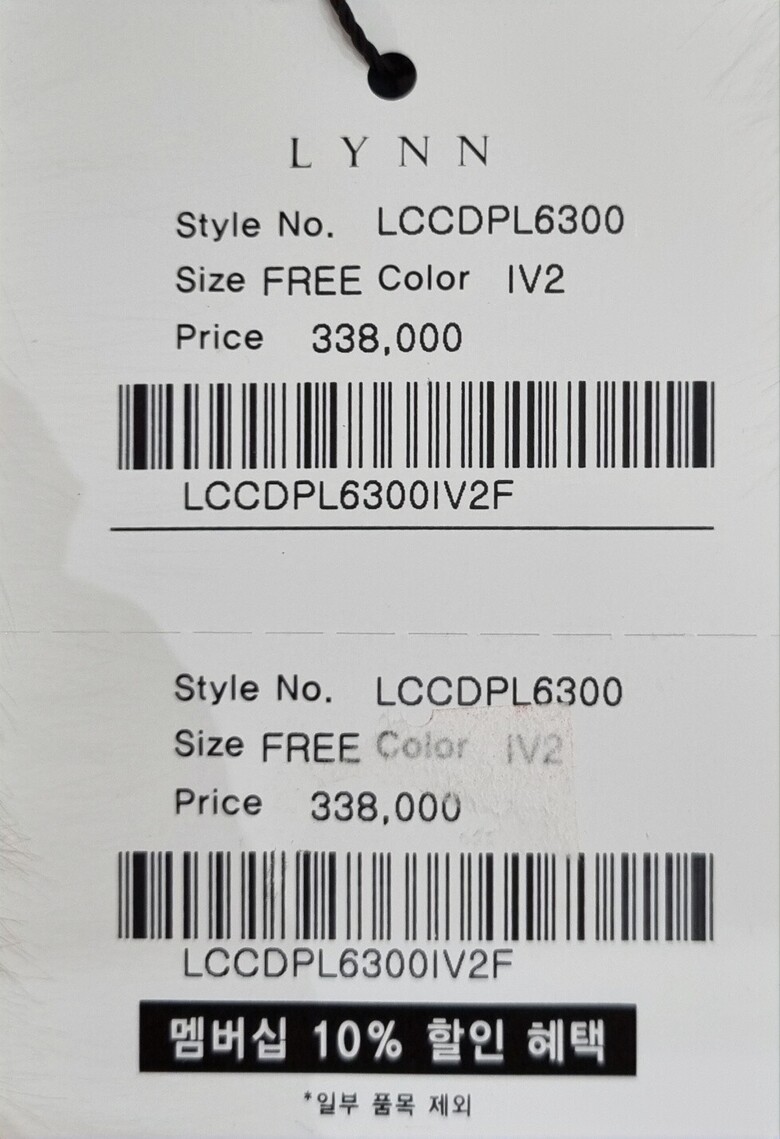 LYNN
Style No. LCCDPL6300
Size FREE Color IV2
Price 338,000
LCCDPL6300IV2F
Style No. LCCDPL6300
Size FREE Color IV2
Price 338,000
LCCDPL6300IV2F
멤버십 10% 할인 혜택
*일부 품목 제외